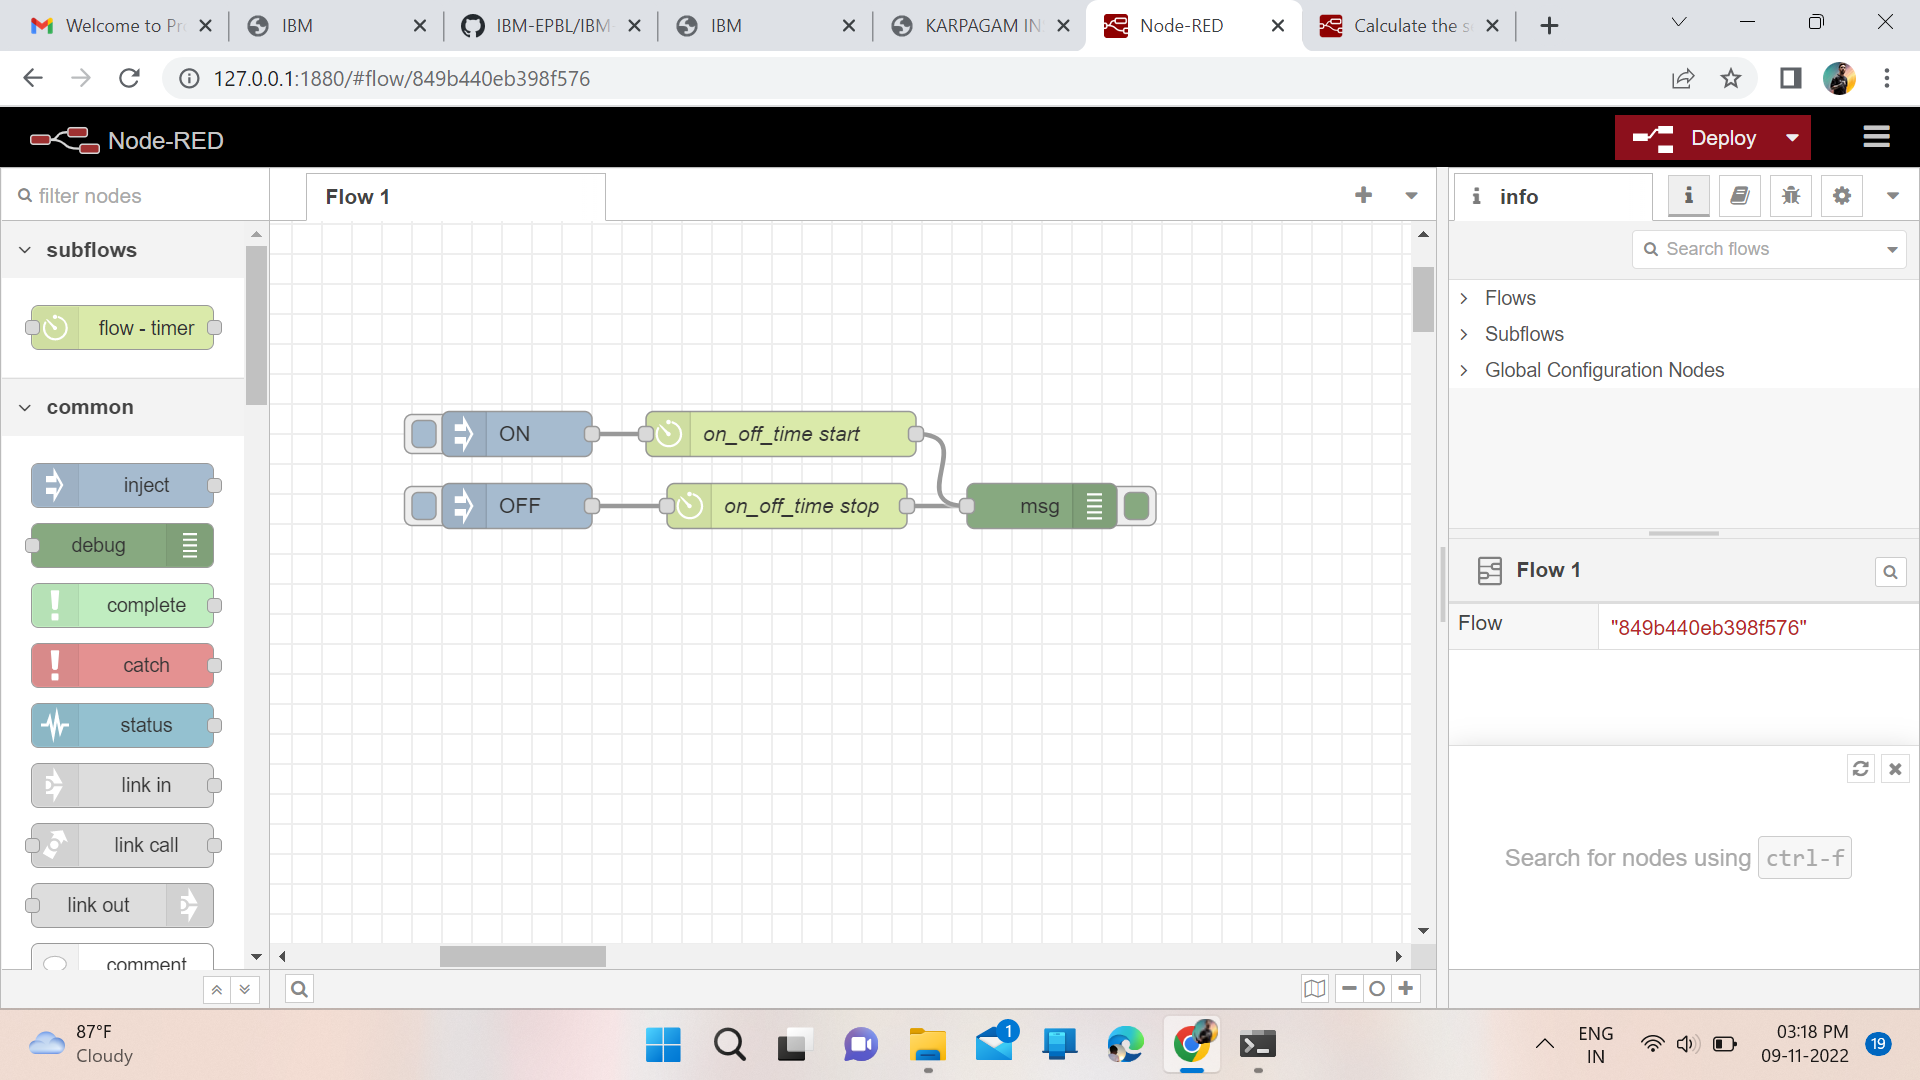 Welcome to Pr
IBM
IBM-EPBL/IBM-
IBM
KARPAGAM IN
Node-RED
Calculate the s
127.0.0.1:1880/#flow/849b440eb398f576
Node-RED
Deploy
filter nodes
Flow 1
i info
i
subflows
Search flows
flow - timer
Flows
Subflows
Global Configuration Nodes
common
ON
on_off_time start
inject
OFF
on_off_time stop
msg
debug
Flow 1
complete
Flow
"849b440eb398f576"
catch
status
link in
link call
Search for nodes using ctrl-f
link out
comment
87°F
Cloudy
1
ENG
IN
03:18 PM
09-11-2022
19